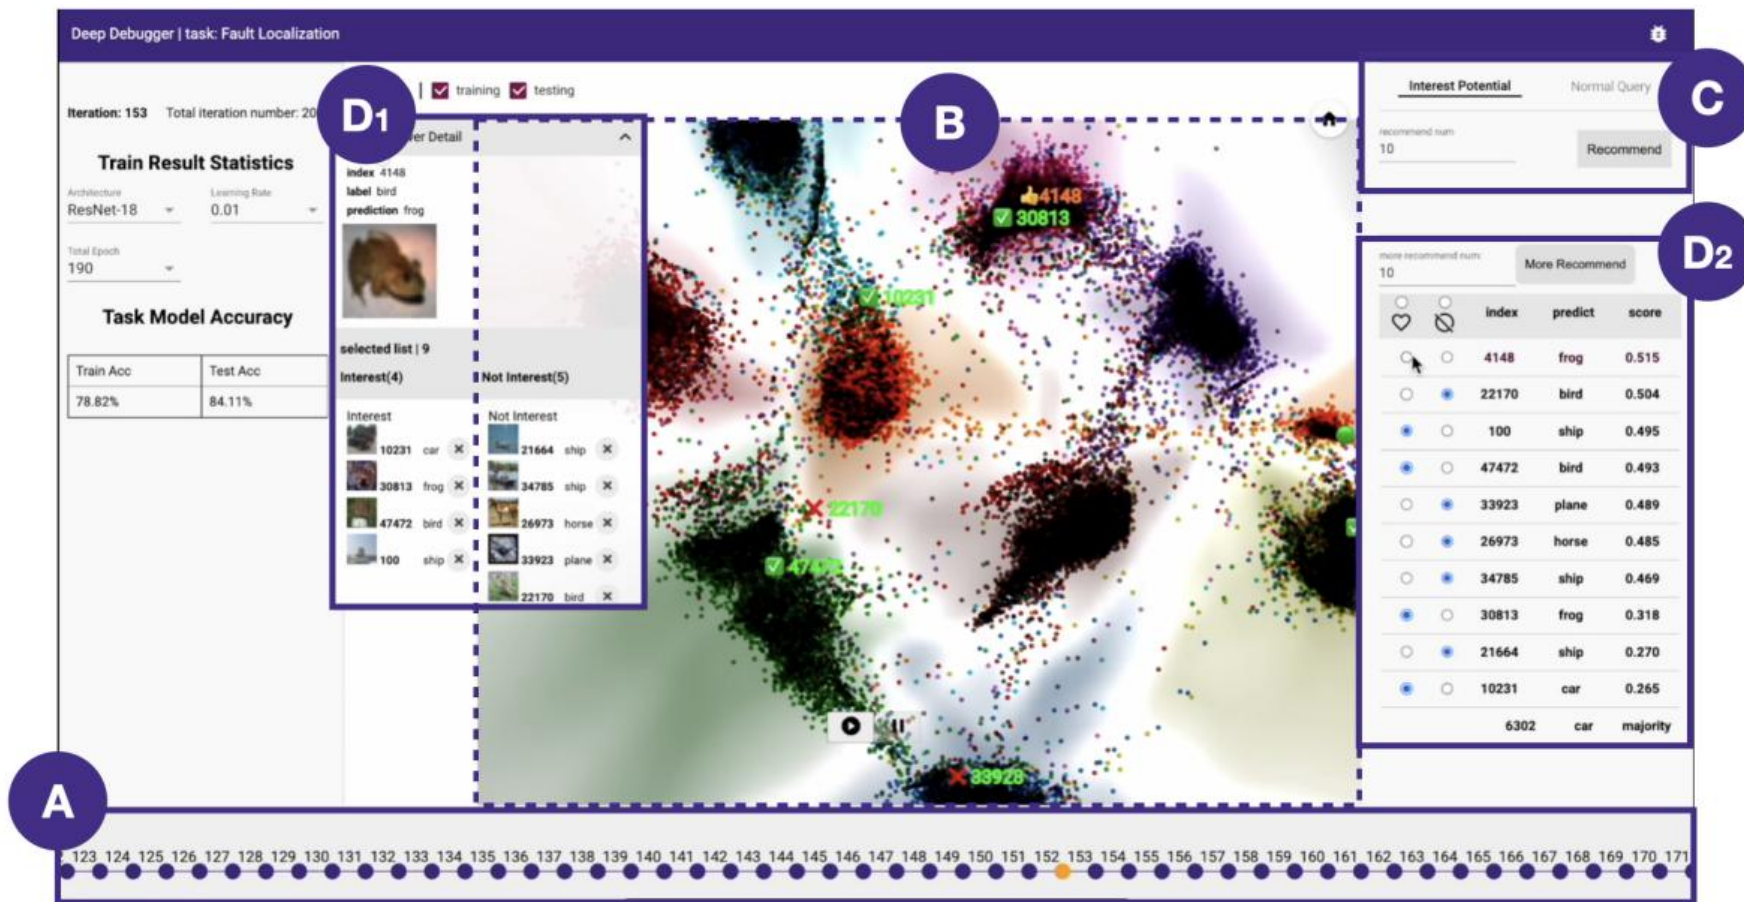 Deep Debugger | task: Fault Localization
Iteration: 153 Total iteration number: 20
Train Result Statistics
Architecture Learning Rate
ResNet-18 0.01
Total Epoch
190
Task Model Accuracy
Train Acc Test Acc
78.82% 84.11%
| training testing
D1
Detail
index 4148
label bird
prediction frog
selected list | 9
Interest(4) Not Interest(5)
Interest Not Interest
10231 car 21664 ship
30813 frog 34785 ship
47472 bird 26973 horse
100 ship 33923 plane
22170 bird
B
4148
30813
10231
22170
33923
C
Interest Potential Normal Query
recommend num
10
Recommend
D2
more recommend num:
10
More Recommend
index predict score
4148 frog 0.515
22170 bird 0.504
100 ship 0.495
47472 bird 0.493
33923 plane 0.489
26973 horse 0.485
34785 ship 0.469
30813 frog 0.318
21664 ship 0.270
10231 car 0.265
6302 car majority
A
123 124 125 126 127 128 129 130 131 132 133 134 135 136 137 138 139 140 141 142 143 144 145 146 147 148 149 150 151 152 153 154 155 156 157 158 159 160 161 162 163 164 165 166 167 168 169 170 171